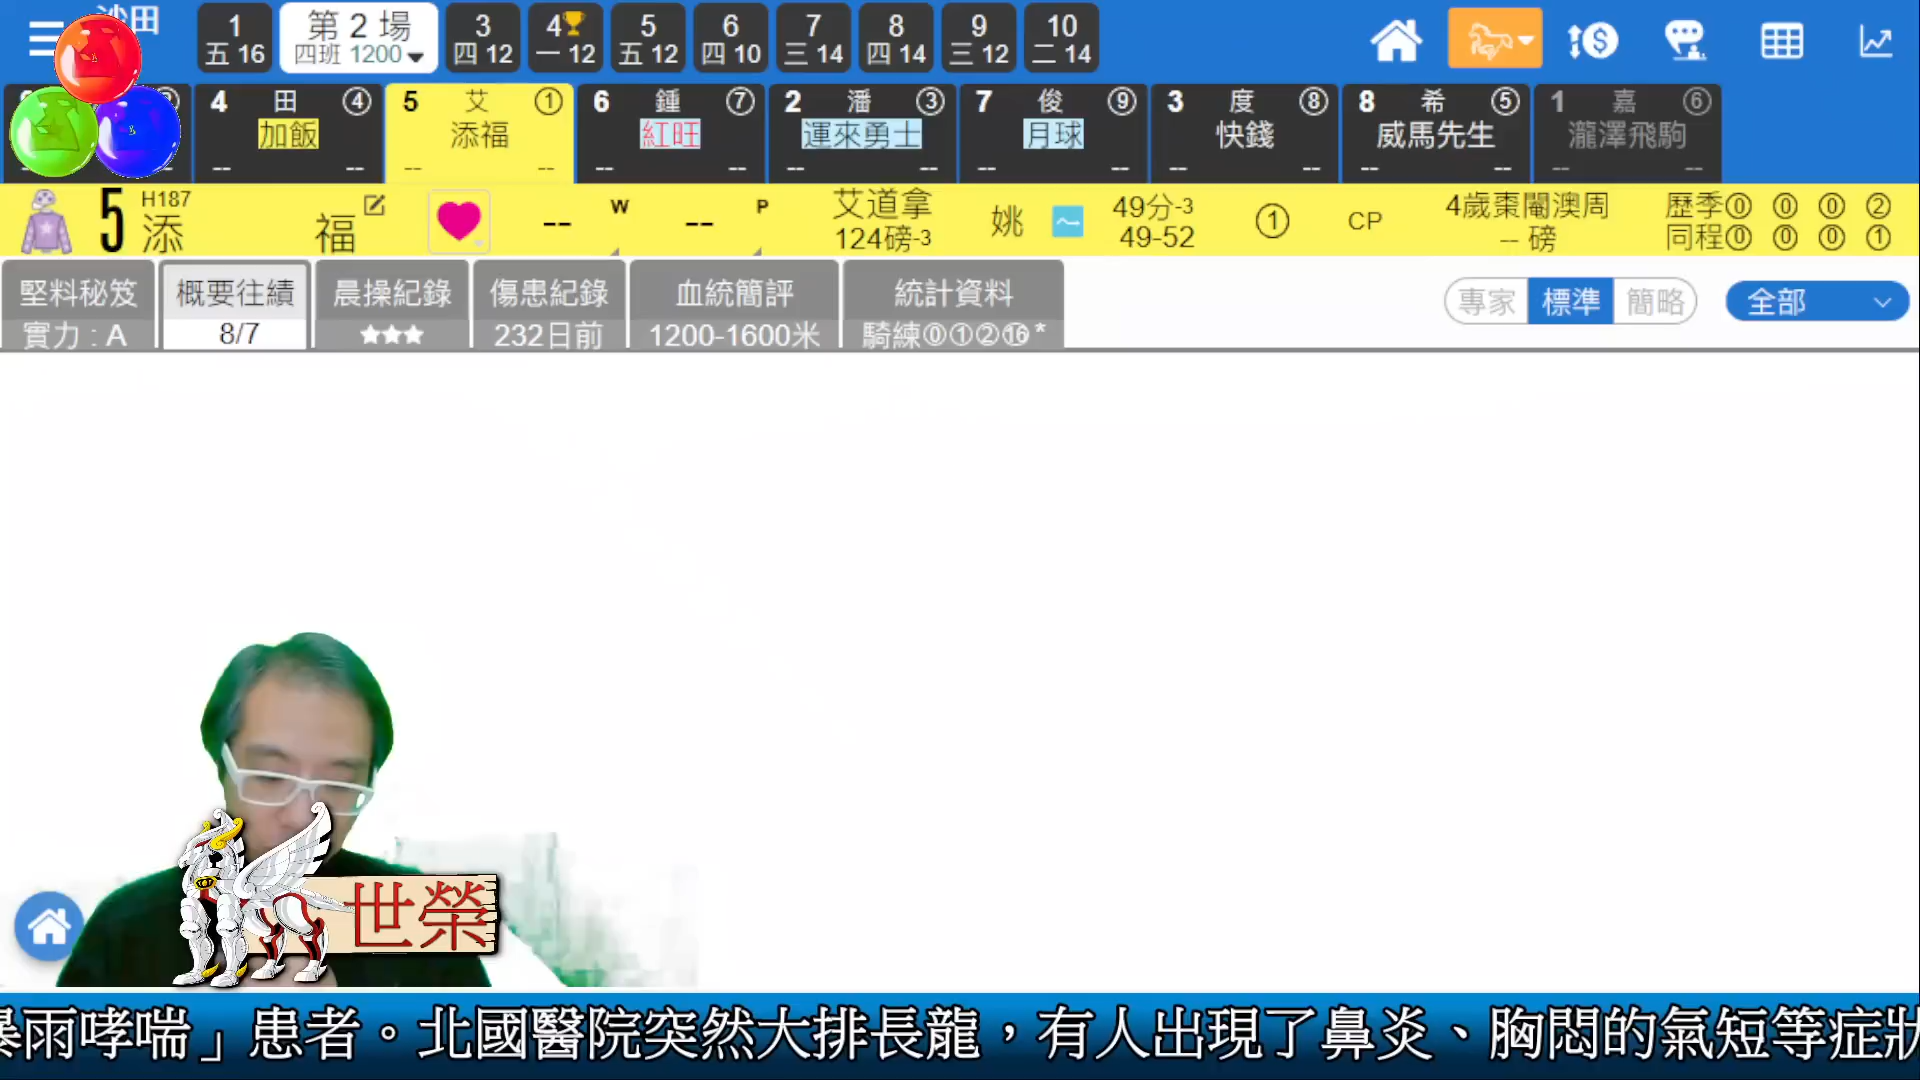 沙田
1
五 16
第 2 場
四班 1200
3
四 12
4
一 12
5
五 12
6
四 10
7
三 14
8
四 14
9
三 12
10
二 14
4 田 ④
加飯
-- --
5 艾 ①
添福
-- --
6 鍾 ⑦
紅旺
-- --
2 潘 ③
運來勇士
-- --
7 俊 ⑨
月球
-- --
3 度 ⑧
快錢
-- --
8 希 ⑤
威馬先生
-- --
1 嘉 ⑥
瀧澤飛駒
-- --
5
H187
添 福
-- W
-- P
艾道拿
124磅-3
姚
49分-3
49-52
①
CP
4歲棗閹澳周
-- 磅
歷季⓪ ⓪ ⓪ ②
同程⓪ ⓪ ⓪ ①
堅料秘笈
實力 : A
概要往績
8/7
晨操紀錄
★★★
傷患紀錄
232日前
血統簡評
1200-1600米
統計資料
騎練⓪①②⑯*
專家
標準
簡略
全部
世榮
暴雨哮喘」患者。北國醫院突然大排長龍，有人出現了鼻炎、胸悶的氣短等症狀